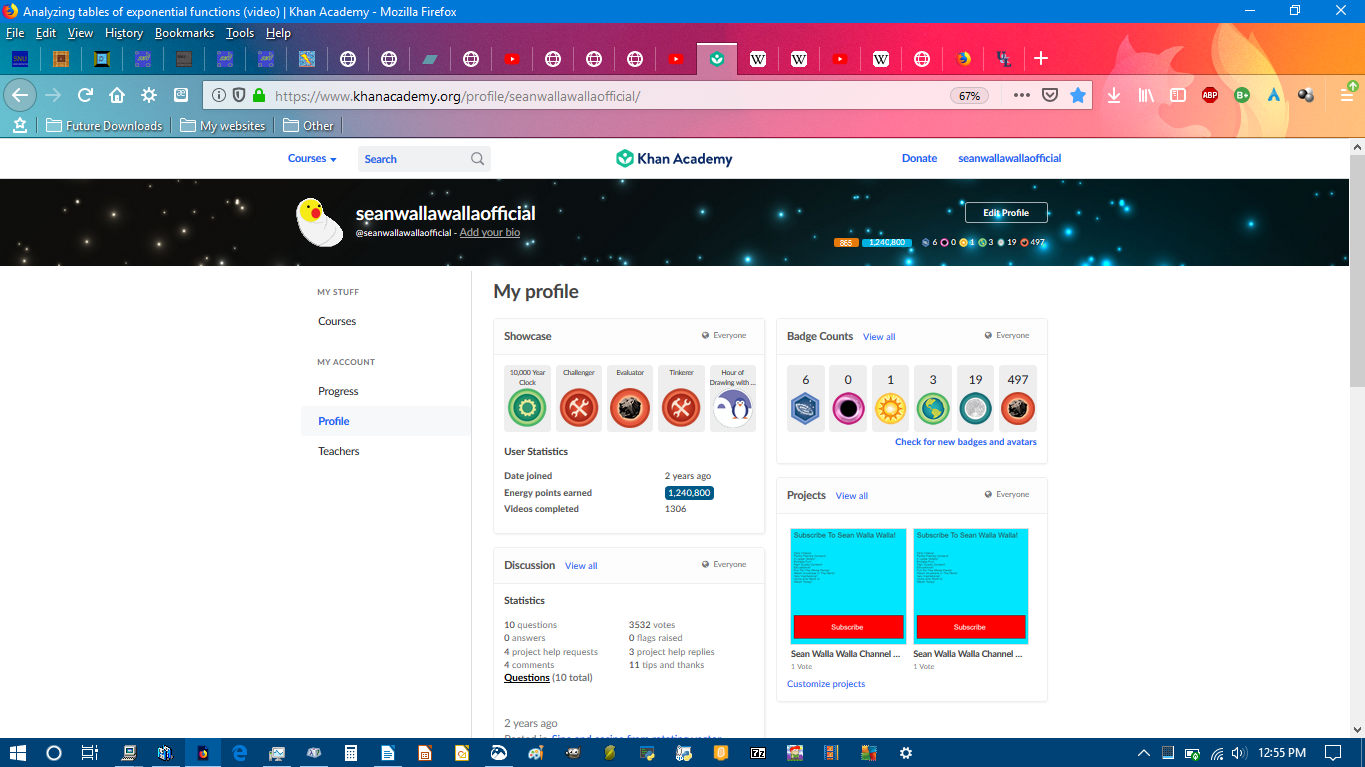 Analyzing tables of exponential functions (video) | Khan Academy - Mozilla Firefox
File Edit View History Bookmarks Tools Help
https://www.khanacademy.org/profile/seanwallawallaofficial/ 67%
Future Downloads My websites Other
Courses Search Khan Academy Donate seanwallawallaofficial
seanwallawallaofficial
Edit Profile
@seanwallawallaofficial - Add your bio
865 1,240,800 6 0 1 3 19 497
MY STUFF
Courses
MY ACCOUNT
Progress
Profile
Teachers
My profile
Showcase Everyone
10,000 Year Clock
Challenger
Evaluator
Tinkerer
Hour of Drawing with ...
User Statistics
Date joined 2 years ago
Energy points earned 1,240,800
Videos completed 1306
Badge Counts View all Everyone
6 0 1 3 19 497
Check for new badges and avatars
Discussion View all Everyone
Statistics
10 questions 3532 votes
0 answers 0 flags raised
4 project help requests 3 project help replies
4 comments 11 tips and thanks
Questions (10 total)
2 years ago
Projects View all Everyone
Subscribe To Sean Walla Walla! Subscribe To Sean Walla Walla!
Subscribe Subscribe
Sean Walla Walla Channel ... Sean Walla Walla Channel ...
1 Vote 1 Vote
Customize projects
12:55 PM